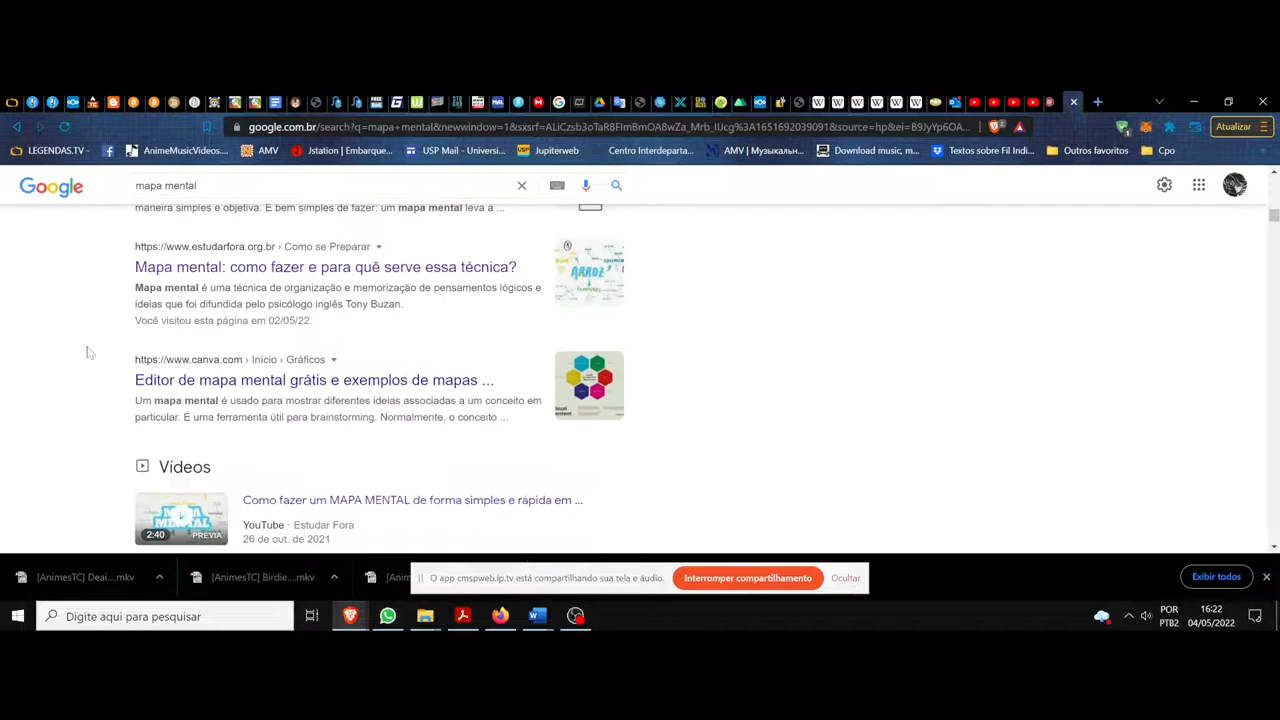 google.com.br/search?q=mapa+mental&newwindow=1&sxsrf=ALiCzsb3oTaR8FImBmOA8wZa_Mrb_IUcg%3A1651692039091&source=hp&ei=B9JyYp6OA...
Atualizar
LEGENDAS.TV -
AnimeMusicVideos...
AMV
Jstation | Embarque...
USP Mail - Universi...
Jupiterweb
Centro Interdeparta...
AMV | Музыкальн...
Download music, m...
Textos sobre Fil Indi...
Outros favoritos
Cpo
Google
mapa mental
maneira simples e objetiva. E bem simples de fazer: um mapa mental leva a ...
https://www.estudarfora.org.br › Como se Preparar
Mapa mental: como fazer e para quê serve essa técnica?
Mapa mental é uma técnica de organização e memorização de pensamentos lógicos e
ideias que foi difundida pelo psicólogo inglês Tony Buzan.
Você visitou esta página em 02/05/22.
ARROZ
https://www.canva.com › Início › Gráficos
Editor de mapa mental grátis e exemplos de mapas ...
Um mapa mental é usado para mostrar diferentes ideias associadas a um conceito em
particular. É uma ferramenta útil para brainstorming. Normalmente, o conceito ...
Vídeos
MAPA
MENTAL
2:40
PREVIA
Como fazer um MAPA MENTAL de forma simples e rápida em ...
YouTube · Estudar Fora
26 de out. de 2021
[AnimesTC] Deai....mkv
[AnimesTC] Birdie....mkv
[Anim
O app cmspweb.ip.tv está compartilhando sua tela e áudio.
Interromper compartilhamento
Ocultar
Exibir todos
Digite aqui para pesquisar
POR
PTB2
16:22
04/05/2022